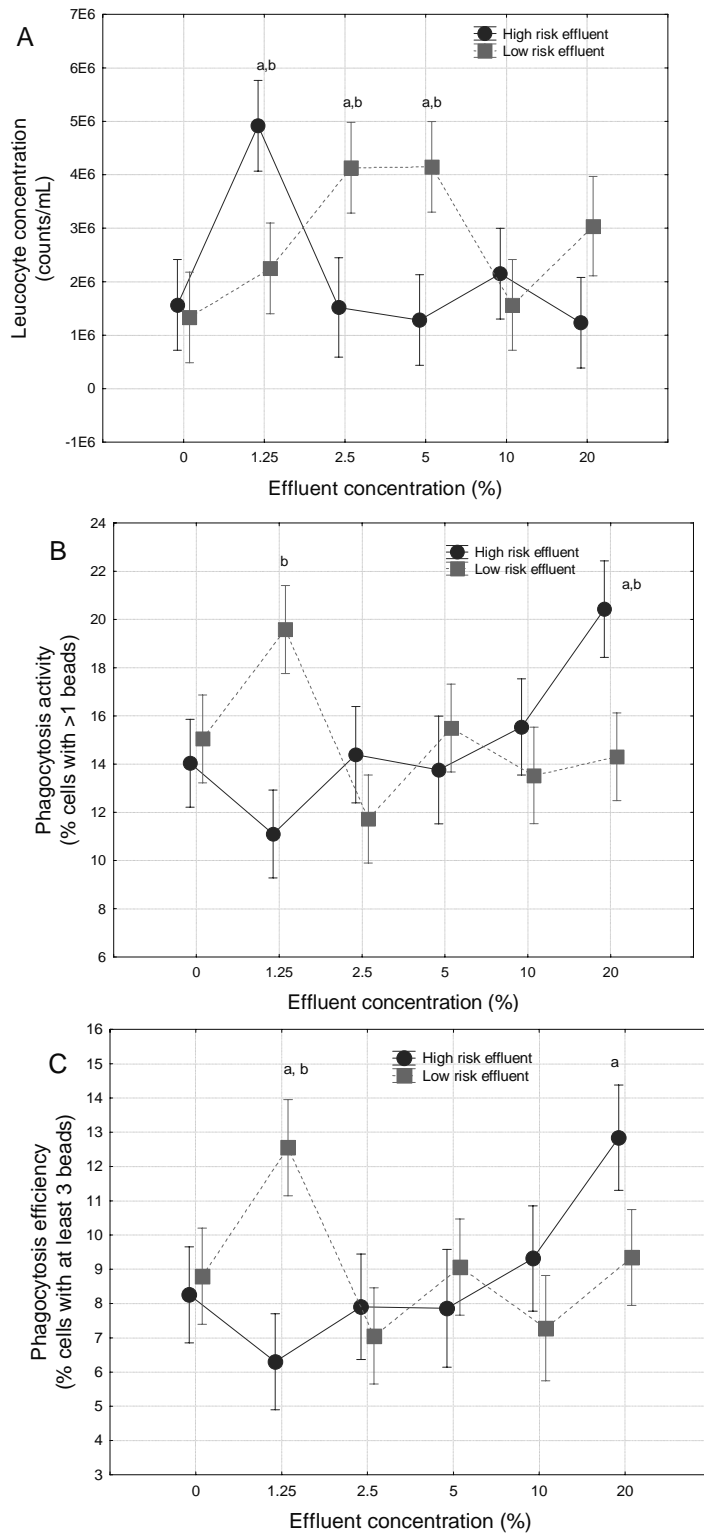 A
7E6
6E6
5E6
4E6
3E6
2E6
1E6
0
-1E6
Leucocyte concentration
(counts/mL)
High risk effluent
Low risk effluent
a,b
a,b
a,b
0
1.25
2.5
5
10
20
Effluent concentration (%)
B
24
22
20
18
16
14
12
10
8
6
Phagocytosis activity
(% cells with >1 beads)
High risk effluent
Low risk effluent
b
a,b
0
1.25
2.5
5
10
20
Effluent concentration (%)
C
16
15
14
13
12
11
10
9
8
7
6
5
4
3
Phagocytosis efficiency
(% cells with at least 3 beads)
High risk effluent
Low risk effluent
a, b
a
0
1.25
2.5
5
10
20
Effluent concentration (%)